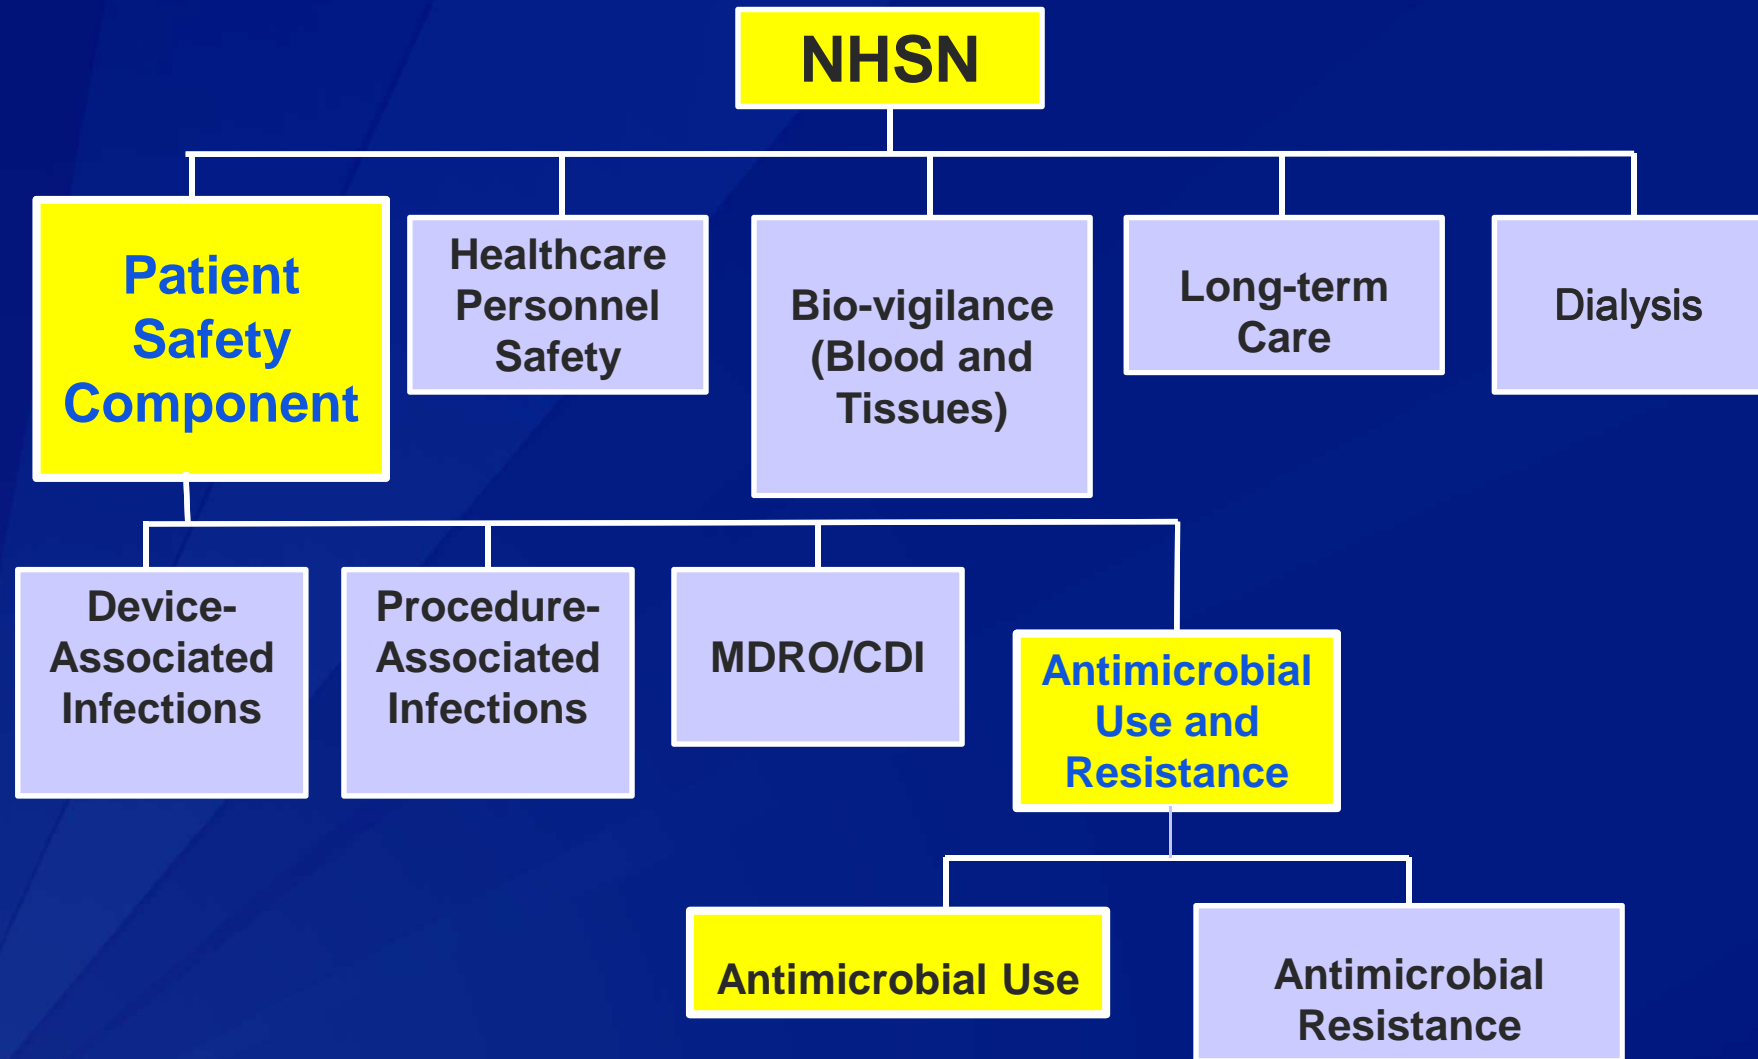 NHSN
Patient
Safety
Component
Healthcare
Personnel
Safety
Bio-vigilance
(Blood and
Tissues)
Long-term
Care
Dialysis
Device-
Associated
Infections
Procedure-
Associated
Infections
MDRO/CDI
Antimicrobial
Use and
Resistance
Antimicrobial Use
Antimicrobial
Resistance